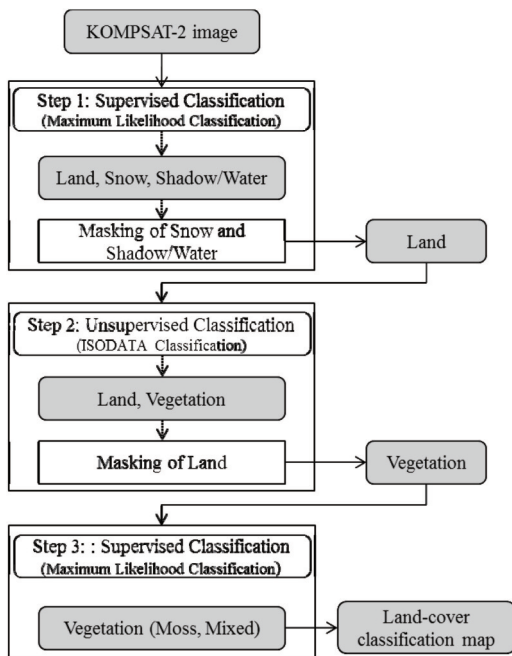 KOMPSAT-2 image
Step 1: Supervised Classification
(Maximum Likelihood Classification)
Land, Snow, Shadow/Water
Masking of Snow and
Shadow/Water
Land
Step 2: Unsupervised Classification
(ISODATA Classification)
Land, Vegetation
Masking of Land
Vegetation
Step 3: : Supervised Classification
(Maximum Likelihood Classification)
Vegetation (Moss, Mixed)
Land-cover
classification map